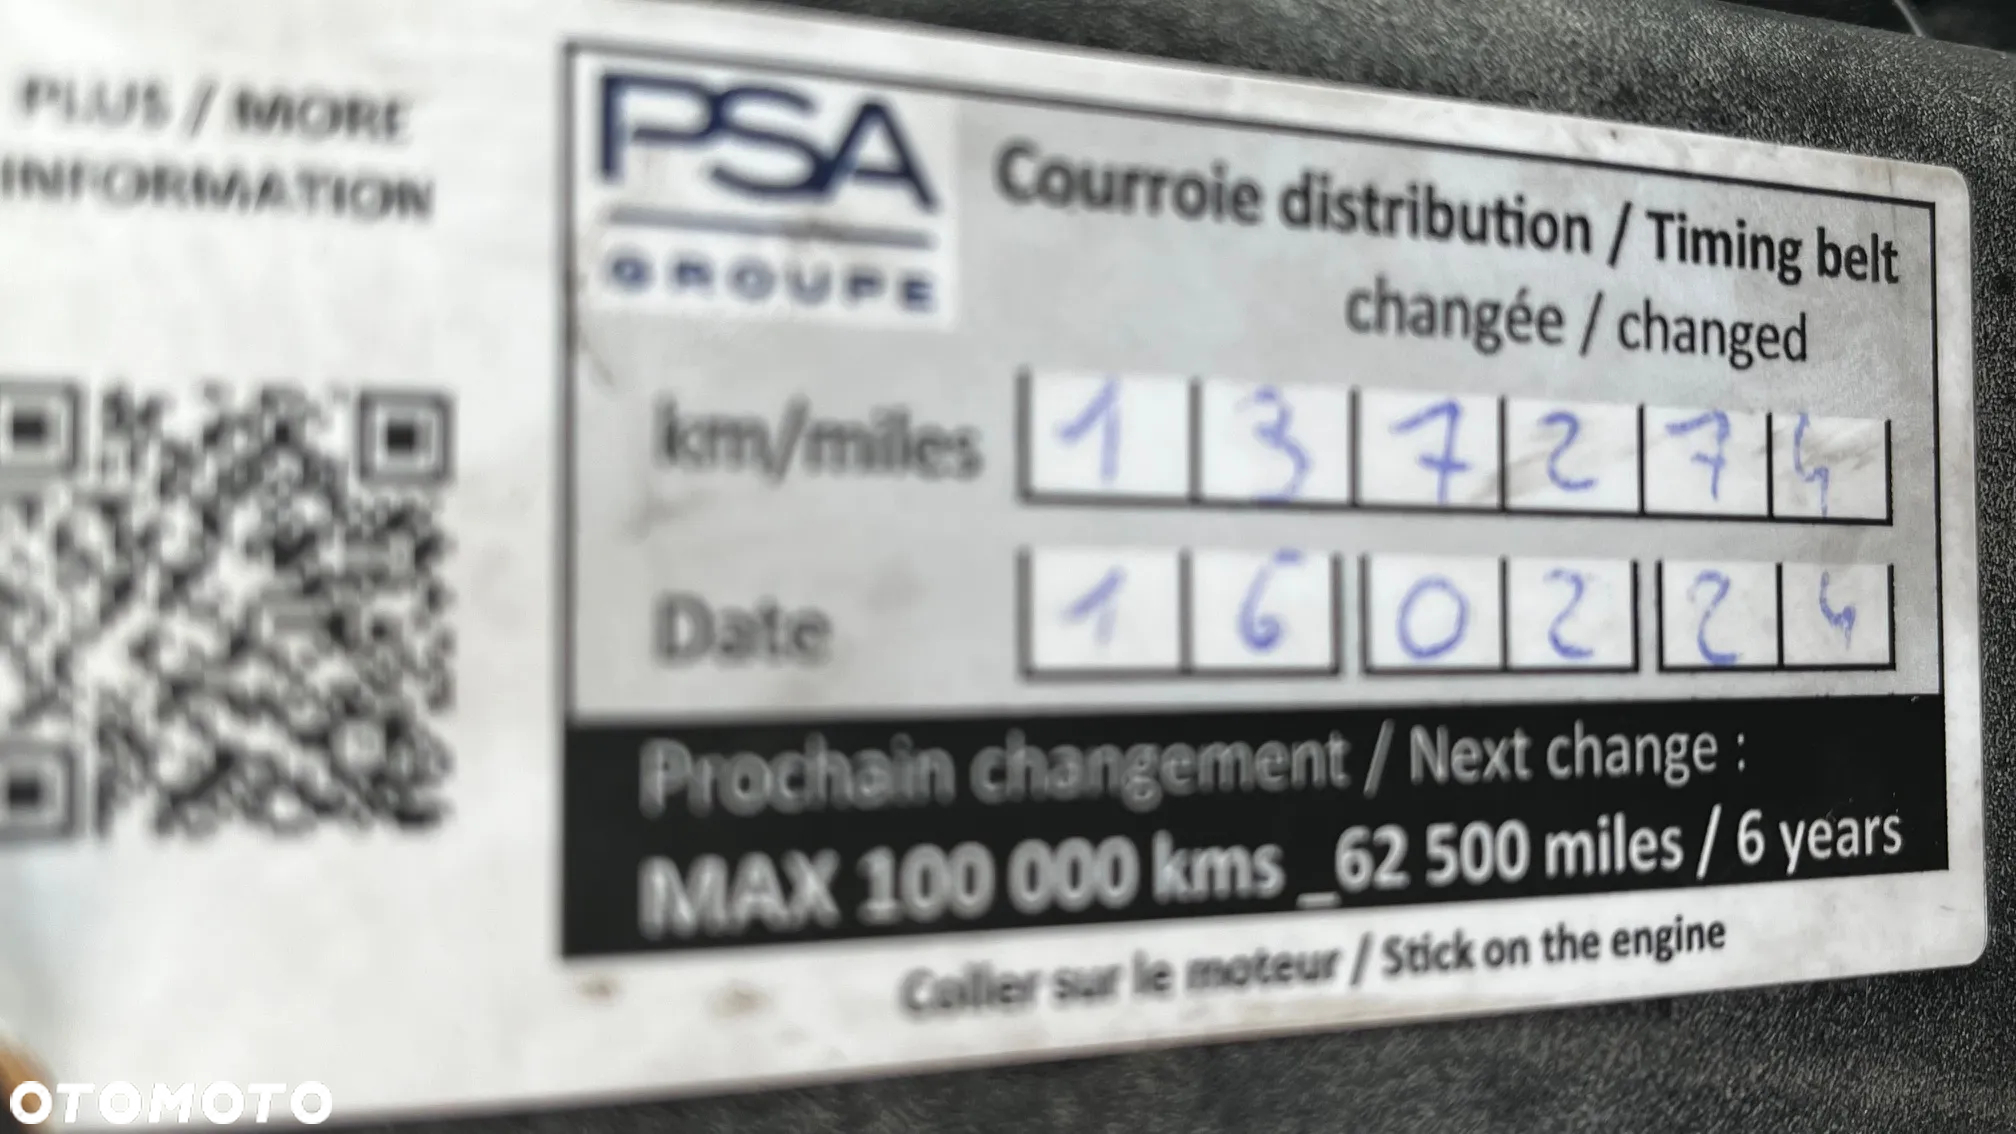 PLUS / MORE
INFORMATION
PSA
GROUPE
Courroie distribution / Timing belt
changée / changed
km/miles 1 3 7 2 7 4
Date 1 6 0 2 2 4
Prochain changement / Next change :
MAX 100 000 kms _62 500 miles / 6 years
Coller sur le moteur / Stick on the engine
OTOMOTO